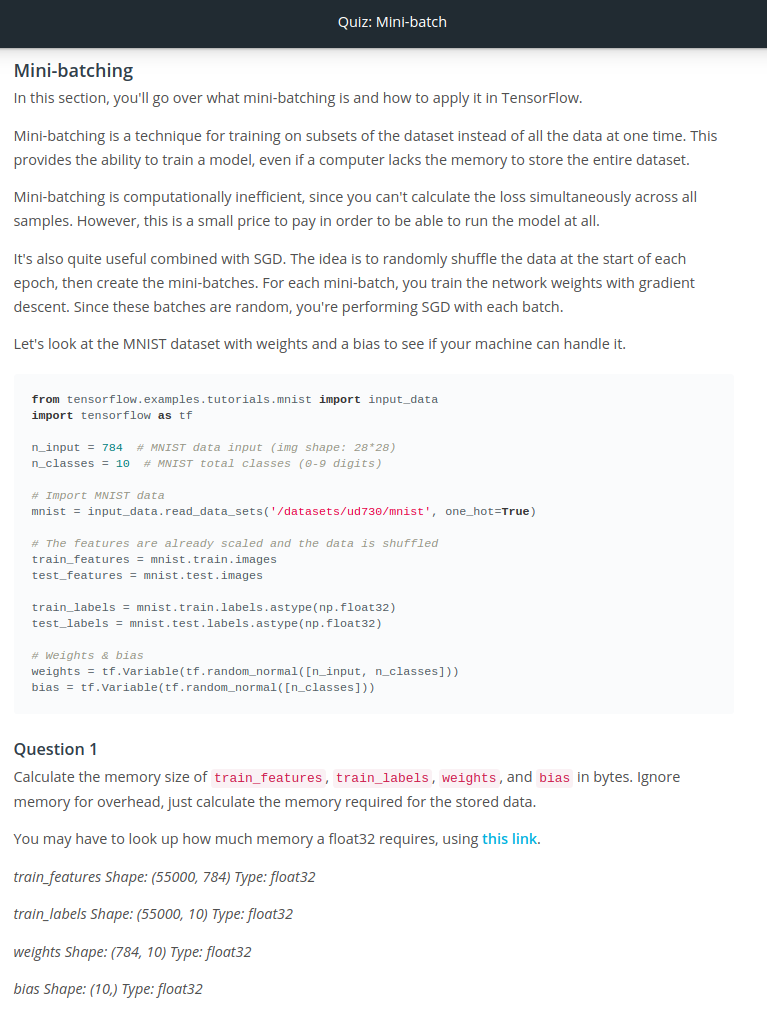 Quiz: Mini-batch
Mini-batching
In this section, you'll go over what mini-batching is and how to apply it in TensorFlow.
Mini-batching is a technique for training on subsets of the dataset instead of all the data at one time. This
provides the ability to train a model, even if a computer lacks the memory to store the entire dataset.
Mini-batching is computationally inefficient, since you can't calculate the loss simultaneously across all
samples. However, this is a small price to pay in order to be able to run the model at all.
It's also quite useful combined with SGD. The idea is to randomly shuffle the data at the start of each
epoch, then create the mini-batches. For each mini-batch, you train the network weights with gradient
descent. Since these batches are random, you're performing SGD with each batch.
Let's look at the MNIST dataset with weights and a bias to see if your machine can handle it.
from tensorflow.examples.tutorials.mnist import input_data
import tensorflow as tf
n_input = 784  # MNIST data input (img shape: 28*28)
n_classes = 10  # MNIST total classes (0-9 digits)
# Import MNIST data
mnist = input_data.read_data_sets('/datasets/ud730/mnist', one_hot=True)
# The features are already scaled and the data is shuffled
train_features = mnist.train.images
test_features = mnist.test.images
train_labels = mnist.train.labels.astype(np.float32)
test_labels = mnist.test.labels.astype(np.float32)
# Weights & bias
weights = tf.Variable(tf.random_normal([n_input, n_classes]))
bias = tf.Variable(tf.random_normal([n_classes]))
Question 1
Calculate the memory size of train_features, train_labels, weights, and bias in bytes. Ignore
memory for overhead, just calculate the memory required for the stored data.
You may have to look up how much memory a float32 requires, using this link.
train_features Shape: (55000, 784) Type: float32
train_labels Shape: (55000, 10) Type: float32
weights Shape: (784, 10) Type: float32
bias Shape: (10,) Type: float32